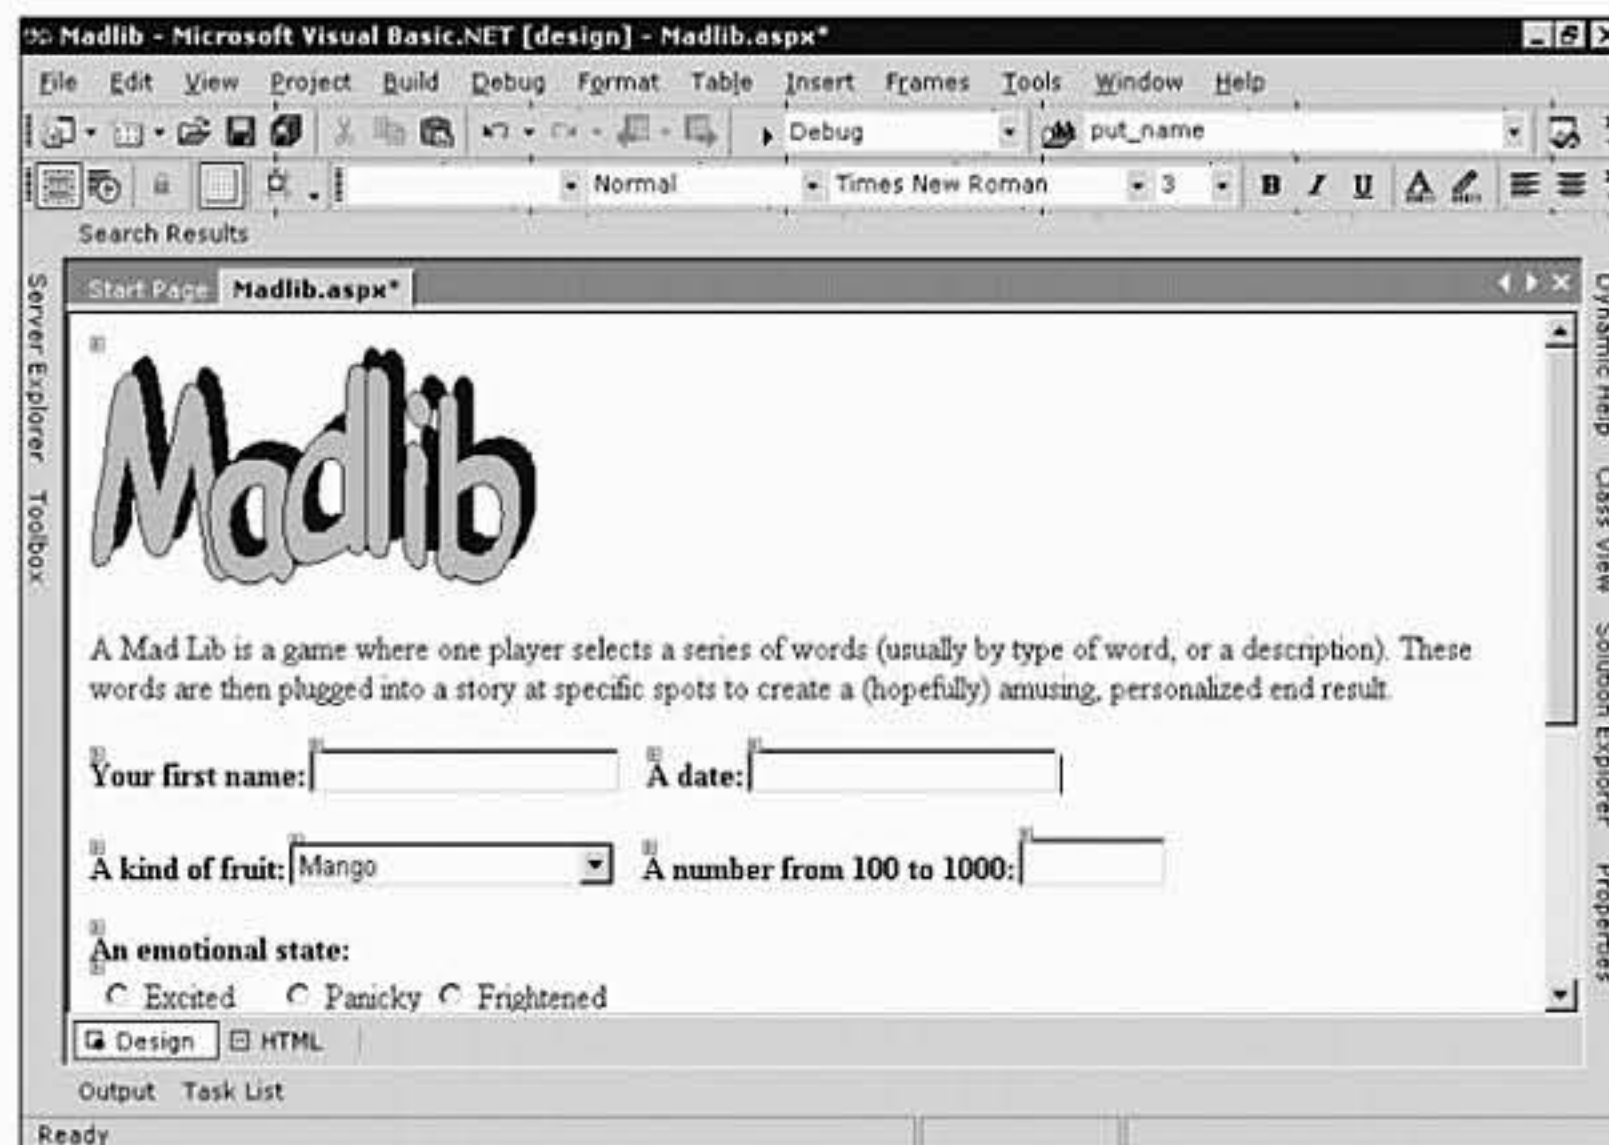 Madlib - Microsoft Visual Basic.NET [design] - Madlib.aspx*
File Edit View Project Build Debug Format Table Insert Frames Tools Window Help
Debug put_name
Normal Times New Roman 3 B I U A
Search Results
Server Explorer Toolbox
Start Page Madlib.aspx*
Madlib
A Mad Lib is a game where one player selects a series of words (usually by type of word, or a description). These
words are then plugged into a story at specific spots to create a (hopefully) amusing, personalized end result.
Your first name: A date:
A kind of fruit: Mango A number from 100 to 1000:
An emotional state:
Excited Panicky Frightened
Design HTML
Dynamic Help Class View Solution Explorer Properties
Output Task List
Ready